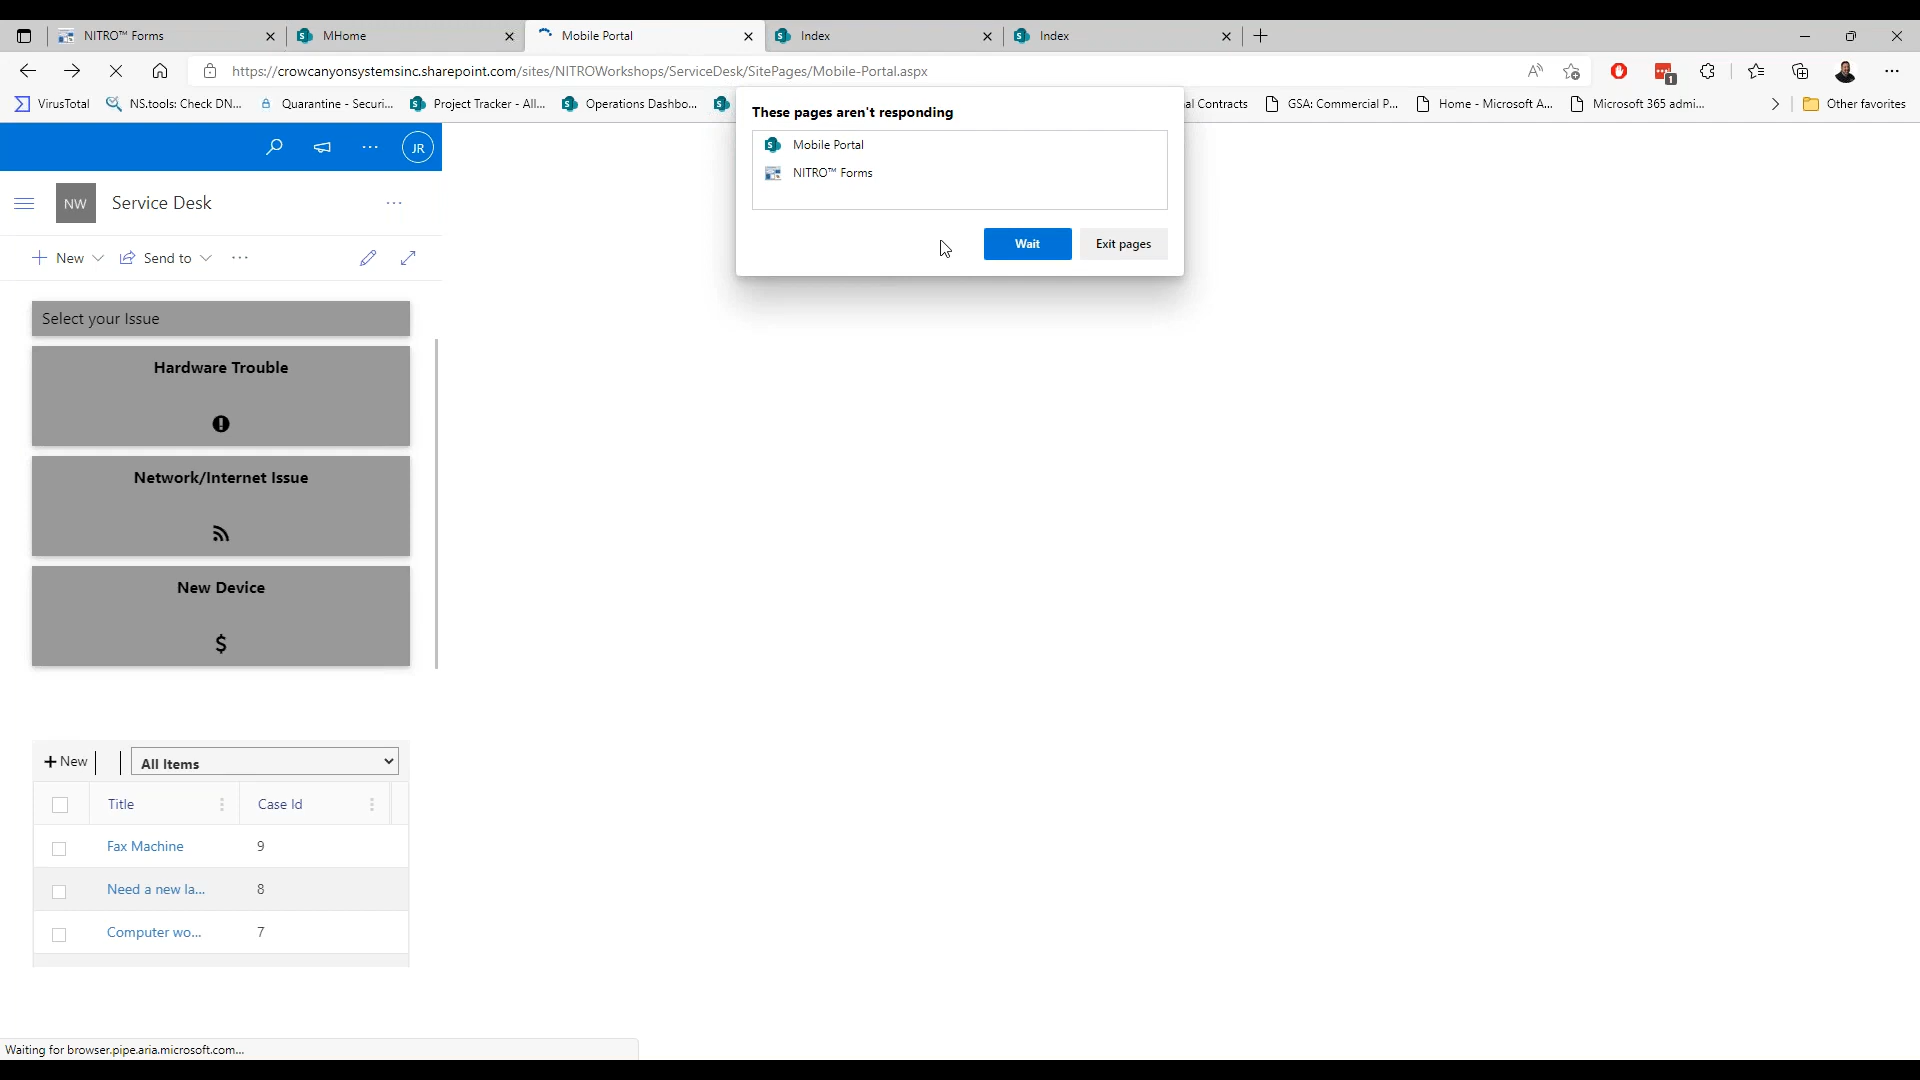 NITRO™ Forms
MHome
Mobile Portal
Index
Index
https://crowcanyonsystemsinc.sharepoint.com/sites/NITROWorkshops/ServiceDesk/SitePages/Mobile-Portal.aspx
1
VirusTotal
NS.tools: Check DN...
Quarantine - Securi...
Project Tracker - All...
Operations Dashbo...
al Contracts
GSA: Commercial P...
Home - Microsoft A...
Microsoft 365 admi...
Other favorites
These pages aren't responding
Mobile Portal
NITRO™ Forms
Wait
Exit pages
JR
NW
Service Desk
New
Send to
Select your Issue
Hardware Trouble
Network/Internet Issue
New Device
$
New
All Items
Title
Case Id
Fax Machine
9
Need a new la...
8
Computer wo...
7
Waiting for browser.pipe.aria.microsoft.com...